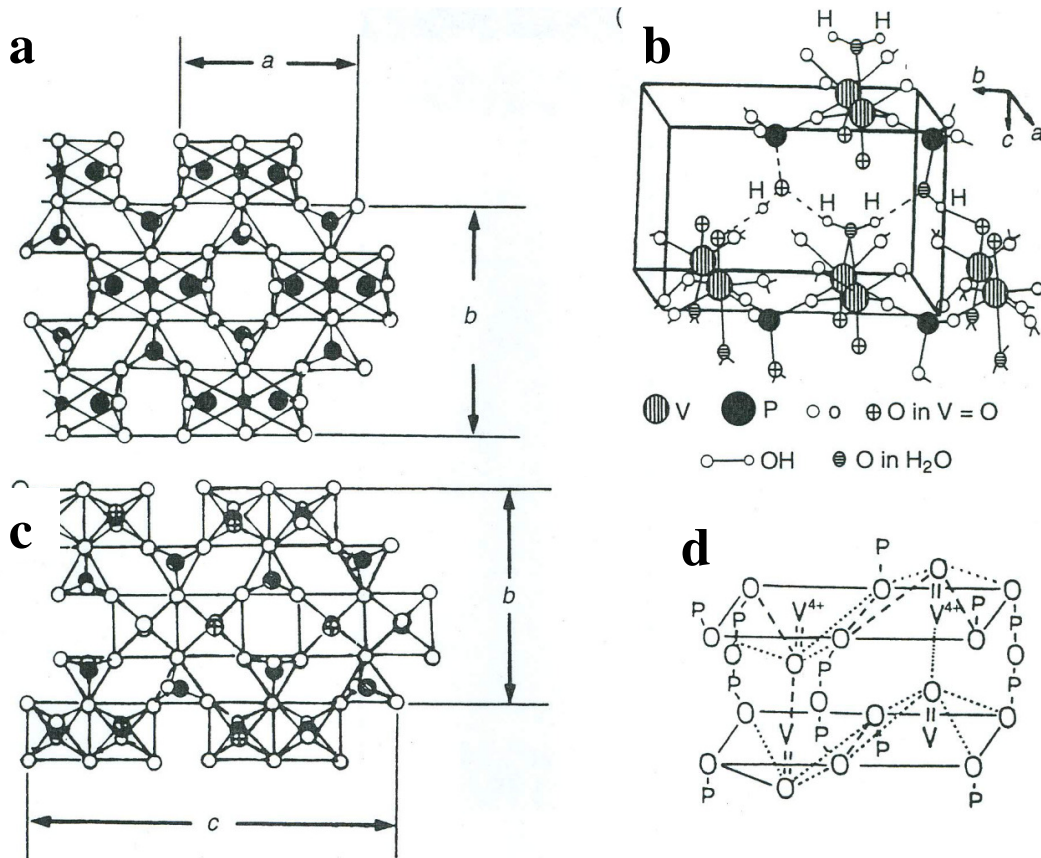 a
a
b
b
H H
b
c
a
H H H H
V P o O in V = O
OH O in H₂O
c
b
c
d
P O
O O
V⁴⁺ V⁴⁺ P
P P
O O O
O O O
P P P P
O O
O O O O
V V
P
O O O
O
P P